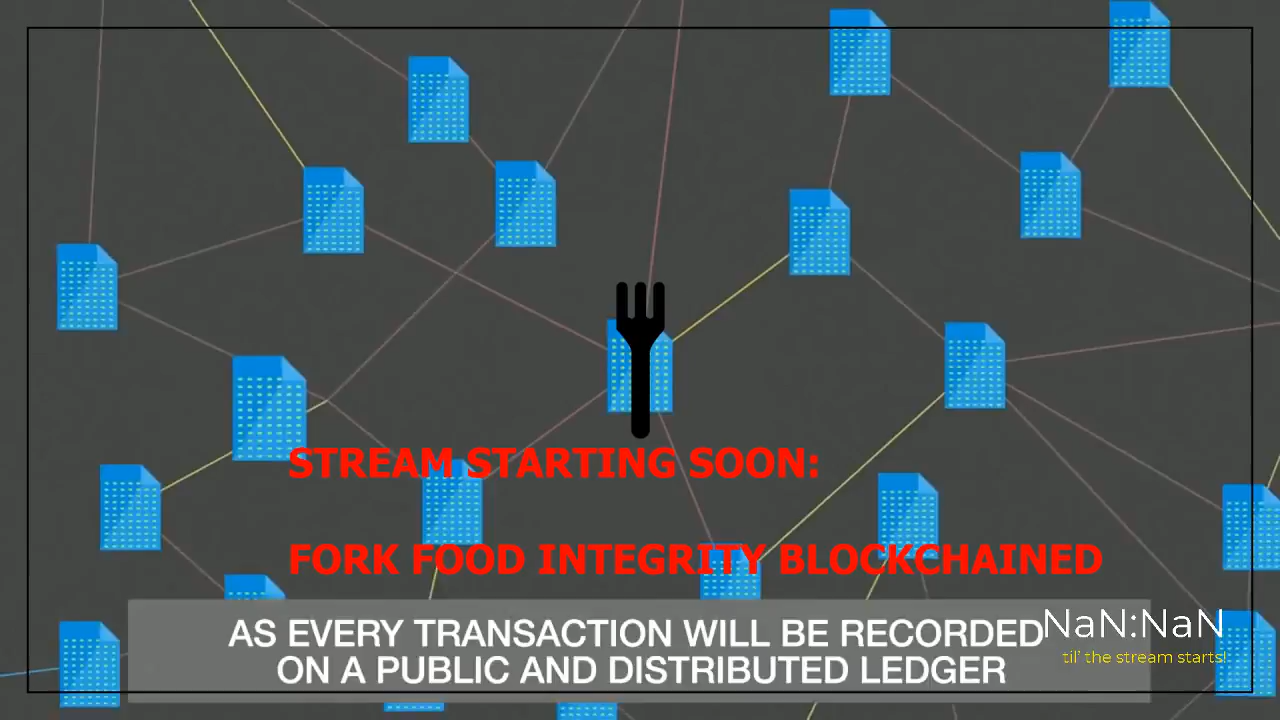 STREAM STARTING SOON:
FORK FOOD INTEGRITY BLOCKCHAINED
AS EVERY TRANSACTION WILL BE RECORDED
ON A PUBLIC AND DISTRIBUTED LEDGER
NaN:NaN
til' the stream starts!